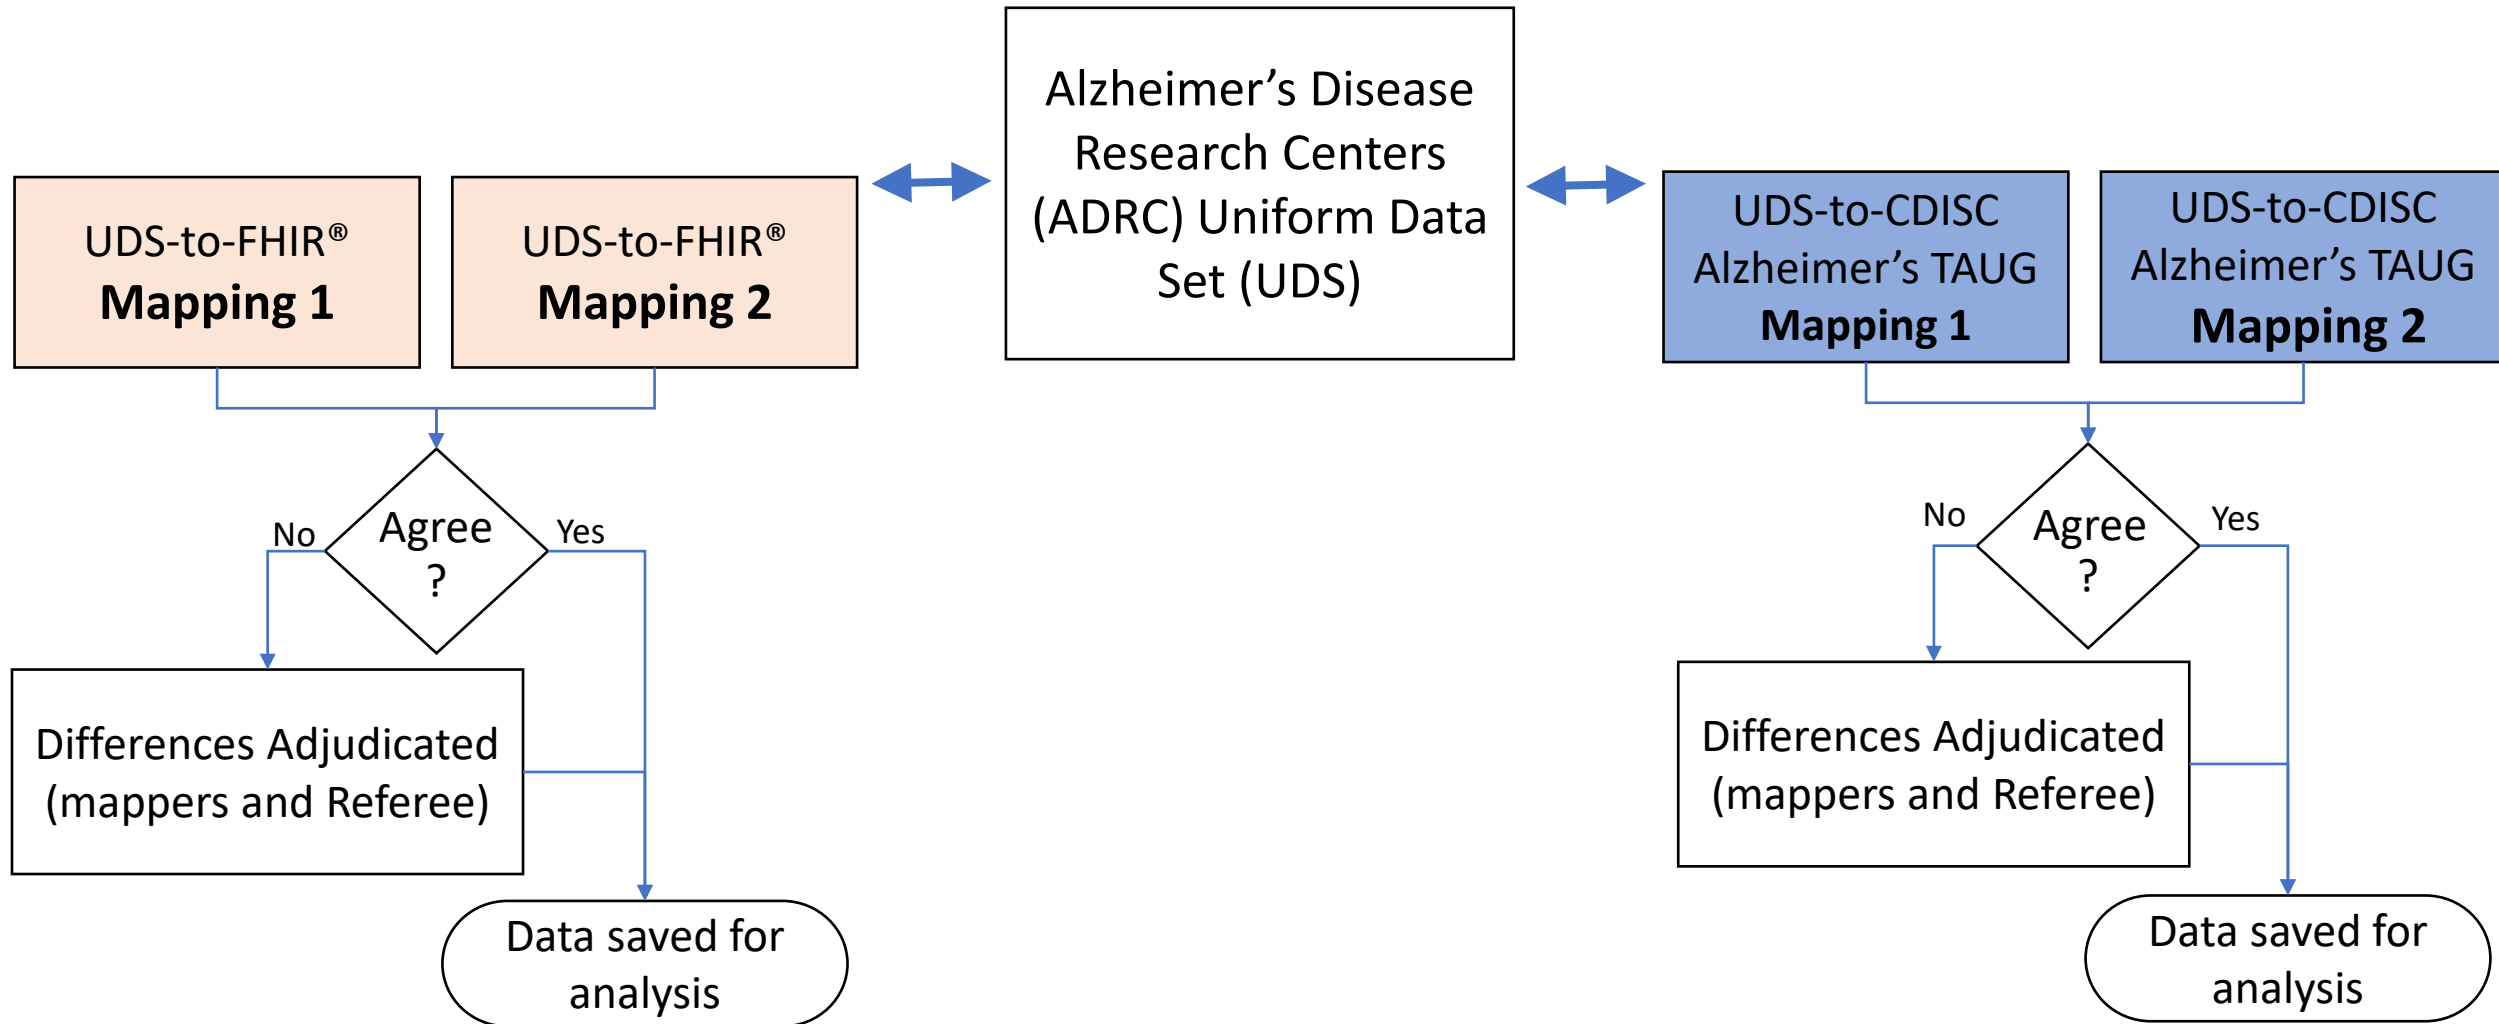 Alzheimer’s Disease
Research Centers
(ADRC) Uniform Data
Set (UDS)
UDS-to-FHIR®
Mapping 1
UDS-to-FHIR®
Mapping 2
UDS-to-CDISC
Alzheimer’s TAUG
Mapping 1
UDS-to-CDISC
Alzheimer’s TAUG
Mapping 2
No
Agree
?
Yes
Differences Adjudicated
(mappers and Referee)
Data saved for
analysis
No
Agree
?
Yes
Differences Adjudicated
(mappers and Referee)
Data saved for
analysis